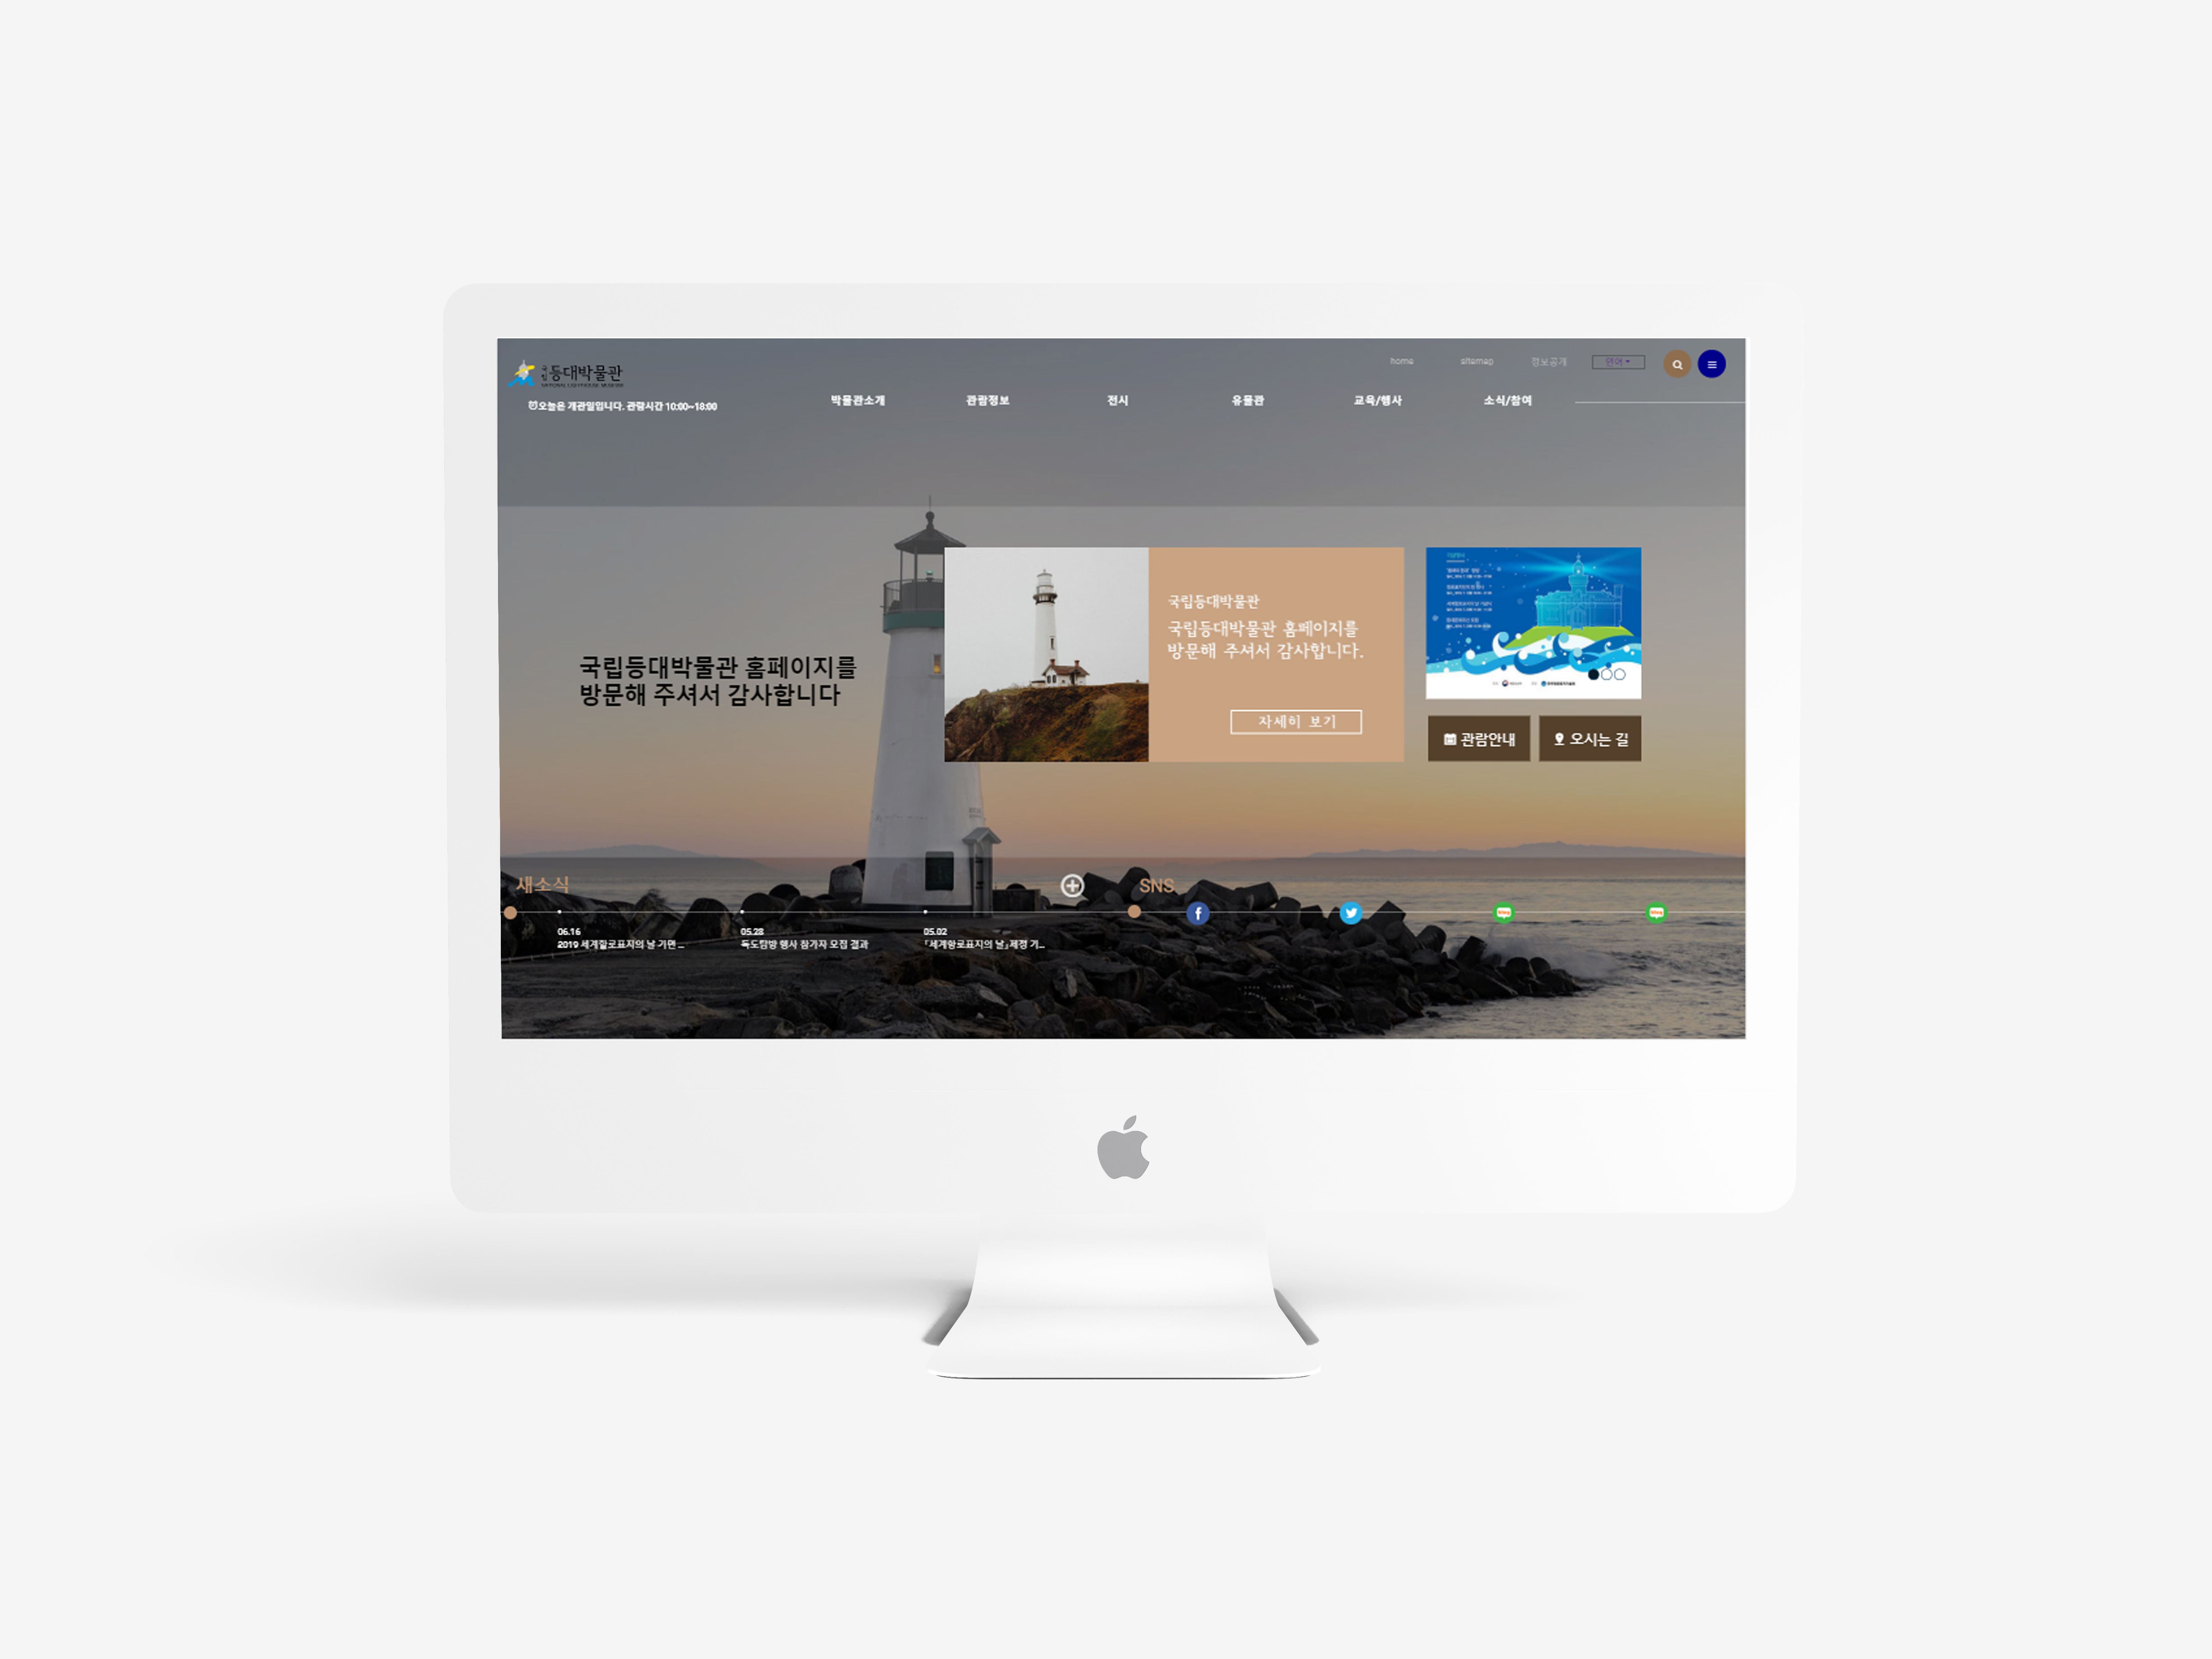 home
sitemap
정보공개
언어
국립 등대박물관
NATIONAL LIGHTHOUSE MUSEUM
오늘은 개관일입니다. 관람시간 10:00~18:00
박물관소개
관람정보
전시
유물관
교육/행사
소식/참여
국립등대박물관 홈페이지를
방문해 주셔서 감사합니다
국립등대박물관
국립등대박물관 홈페이지를
방문해 주셔서 감사합니다.
자세히 보기
관람안내
오시는 길
새소식
SNS
06.16
2019 세계항로표지의 날 기면 ...
05.28
독도탐방 행사 참가자 모집 결과
05.02
「세계항로표지의 날」제정 기...
blog
blog